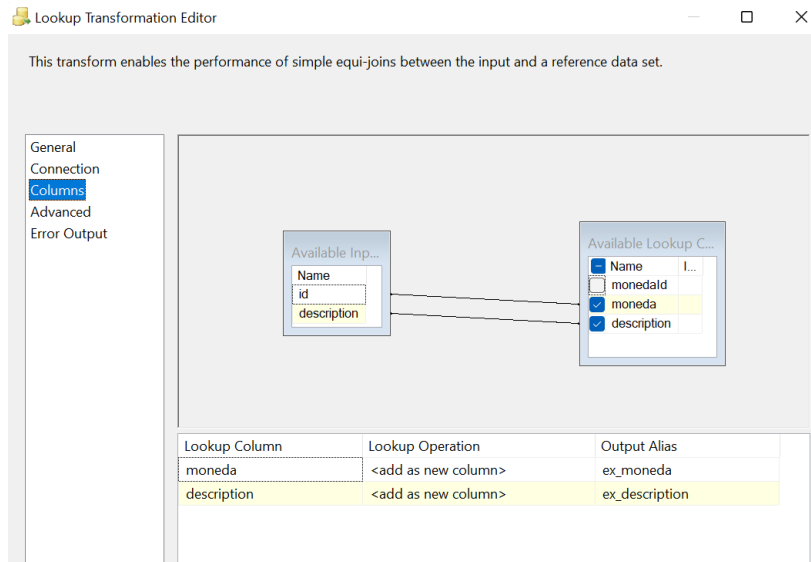 Lookup Transformation Editor
This transform enables the performance of simple equi-joins between the input and a reference data set.
General
Connection
Columns
Advanced
Error Output
Available Inp...
Name
id
description
Available Lookup C...
Name I...
monedaId
moneda
description
Lookup Column Lookup Operation Output Alias
moneda <add as new column> ex_moneda
description <add as new column> ex_description